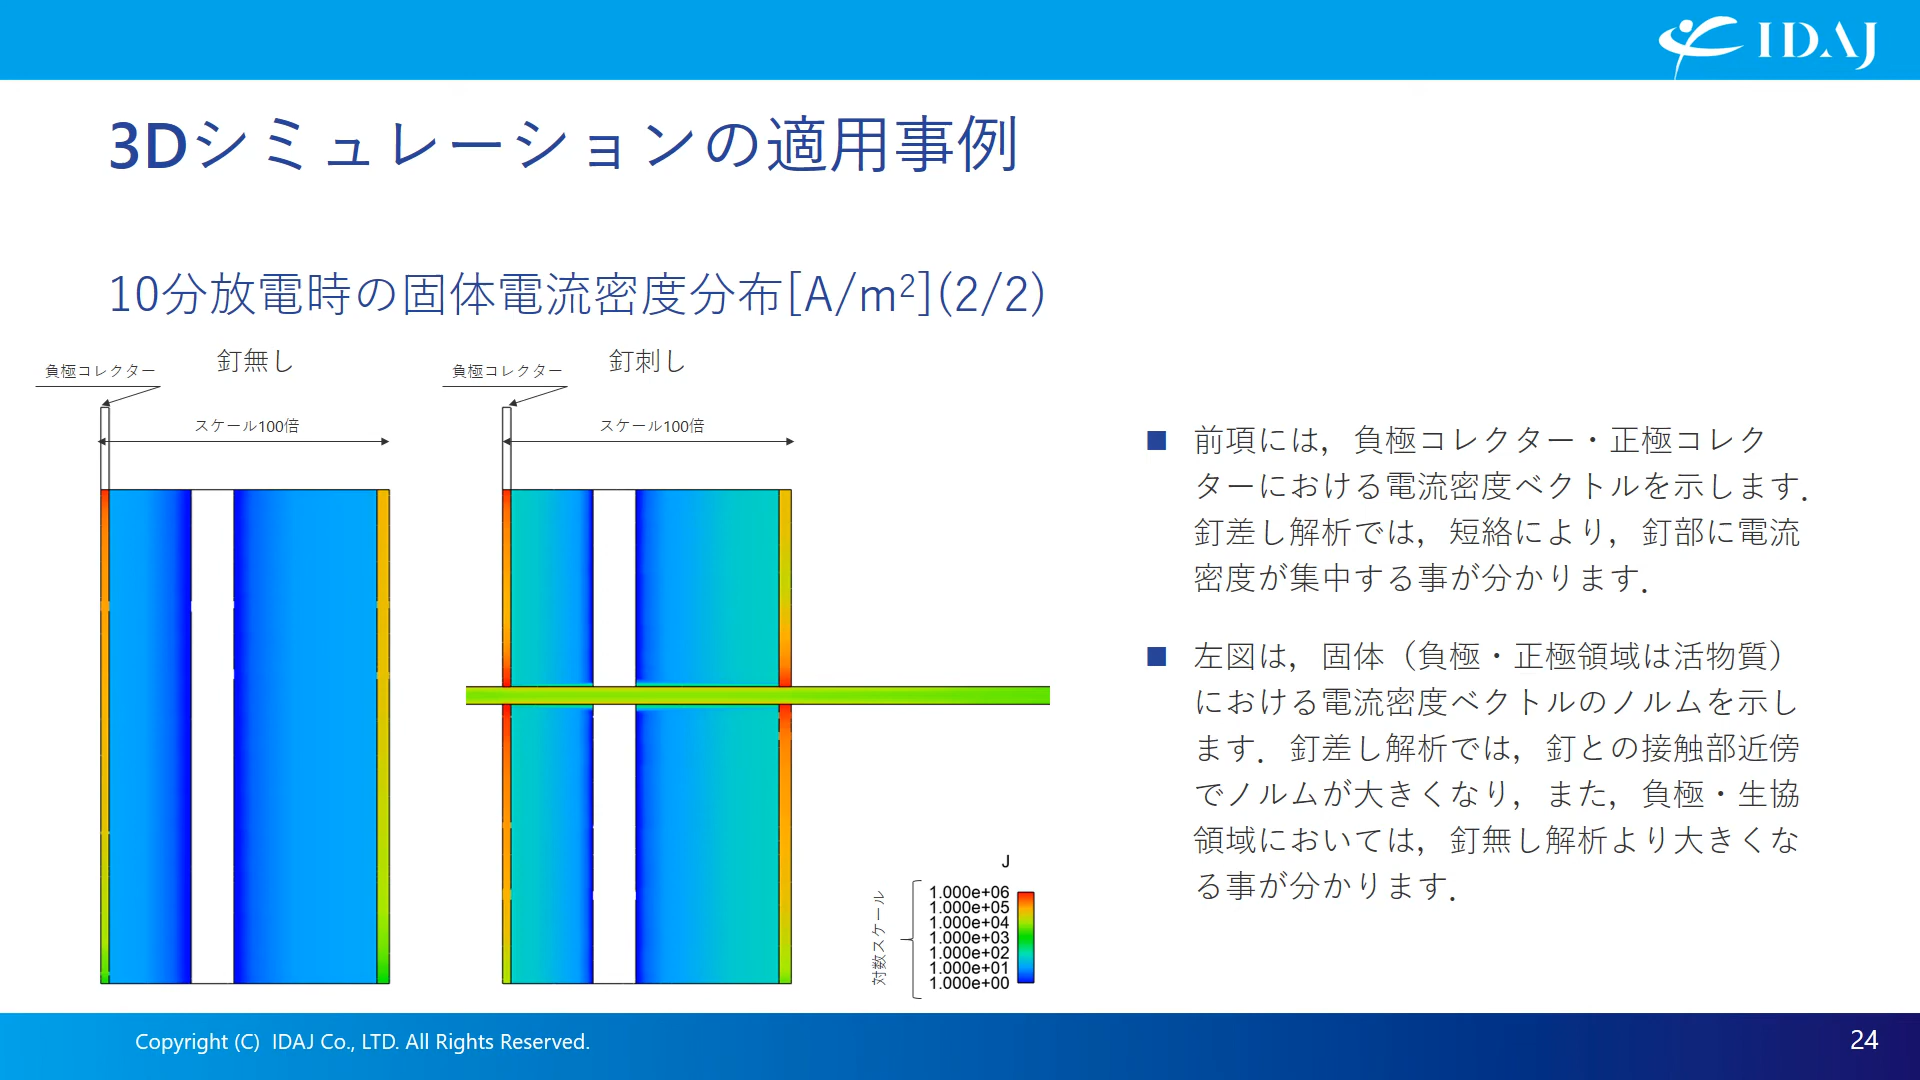 IDAJ
3Dシミュレーションの適用事例
10分放電時の固体電流密度分布[A/m²](2/2)
負極コレクター
釘無し
スケール100倍
負極コレクター
釘刺し
スケール100倍
前項には，負極コレクター・正極コレク
ターにおける電流密度ベクトルを示します．
釘差し解析では，短絡により，釘部に電流
密度が集中する事が分かります．
左図は，固体（負極・正極領域は活物質）
における電流密度ベクトルのノルムを示し
ます．釘差し解析では，釘との接触部近傍
でノルムが大きくなり，また，負極・生協
領域においては，釘無し解析より大きくな
る事が分かります．
対数スケール
J
1.000e+06
1.000e+05
1.000e+04
1.000e+03
1.000e+02
1.000e+01
1.000e+00
Copyright (C)  IDAJ Co., LTD. All Rights Reserved.
24